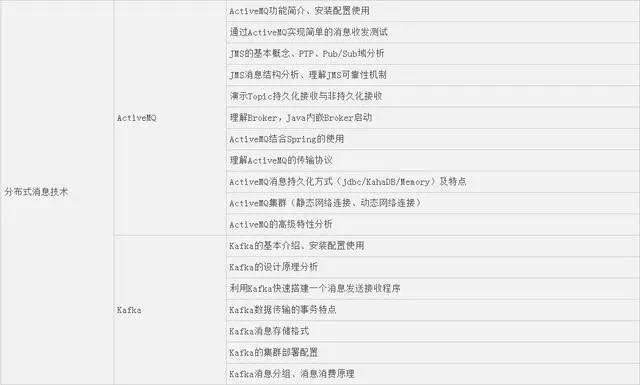 ActiveMQ功能简介、安装配置使用
通过ActiveMQ实现简单的消息收发测试
JMS的基本概念、PTP、Pub/Sub域分析
JMS消息结构分析、理解JMS可靠性机制
演示Topic持久化接收与非持久化接收
ActiveMQ
理解Broker，Java内嵌Broker启动
ActiveMQ结合Spring的使用
理解ActiveMQ的传输协议
ActiveMQ消息持久化方式（jdbc/KahaDB/Memory）及特点
分布式消息技术
ActiveMQ集群（静态网络连接、动态网络连接）
ActiveMQ的高级特性分析
Kafka的基本介绍、安装配置使用
Kafka的设计原理分析
利用Kafka快速搭建一个消息发送接收程序
Kafka
Kafka数据传输的事务特点
Kafka消息存储格式
Kafka的集群部署配置
Kafka消息分组、消息消费原理